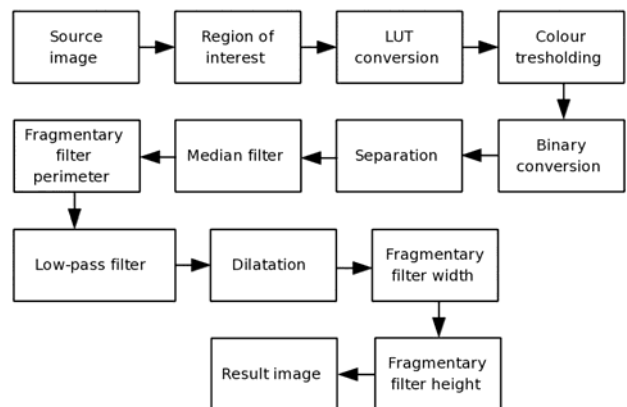 Source
image
Region of
interest
LUT
conversion
Colour
tresholding
Binary
conversion
Separation
Median filter
Fragmentary
filter
perimeter
Low-pass filter
Dilatation
Fragmentary
filter width
Fragmentary
filter height
Result image